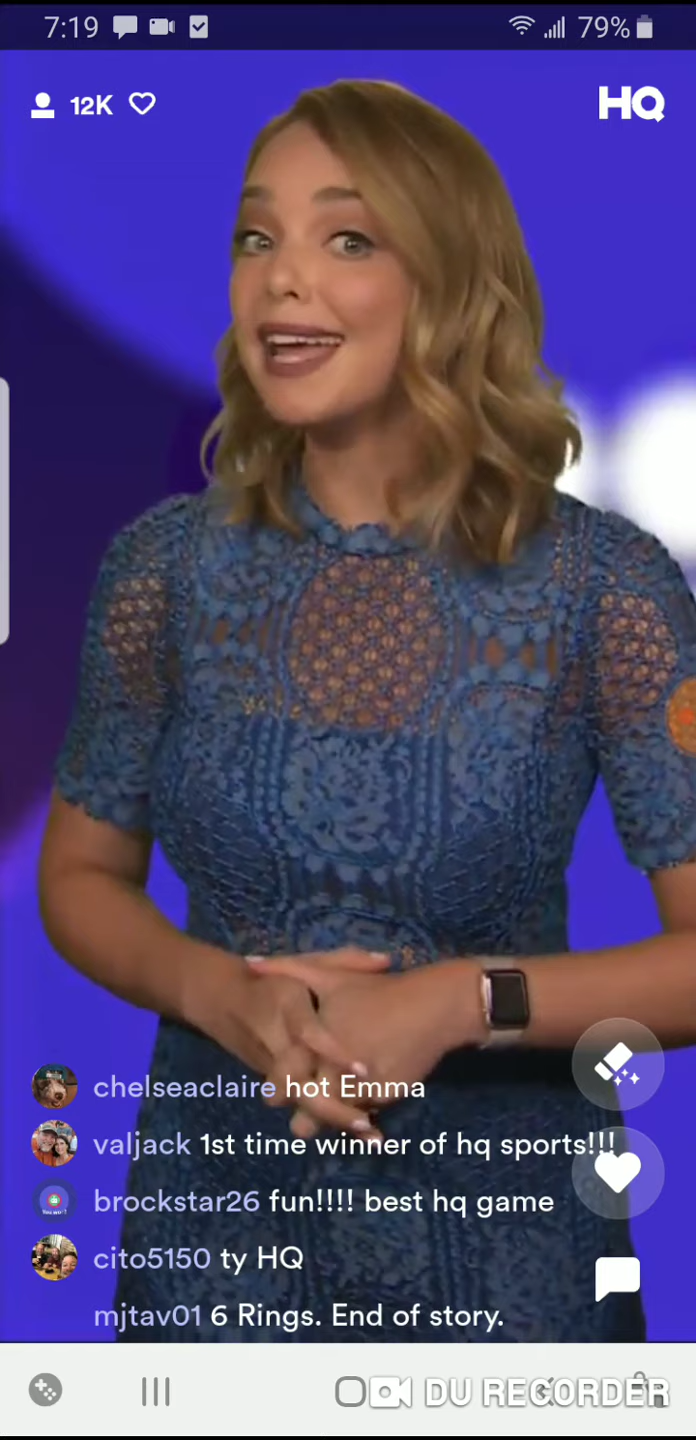 7:19 79%
12K HQ
chelseaclaire hot Emma
valjack 1st time winner of hq sports!!!
brockstar26 fun!!!! best hq game
cito5150 ty HQ
mjtav01 6 Rings. End of story.
DU RECORDER